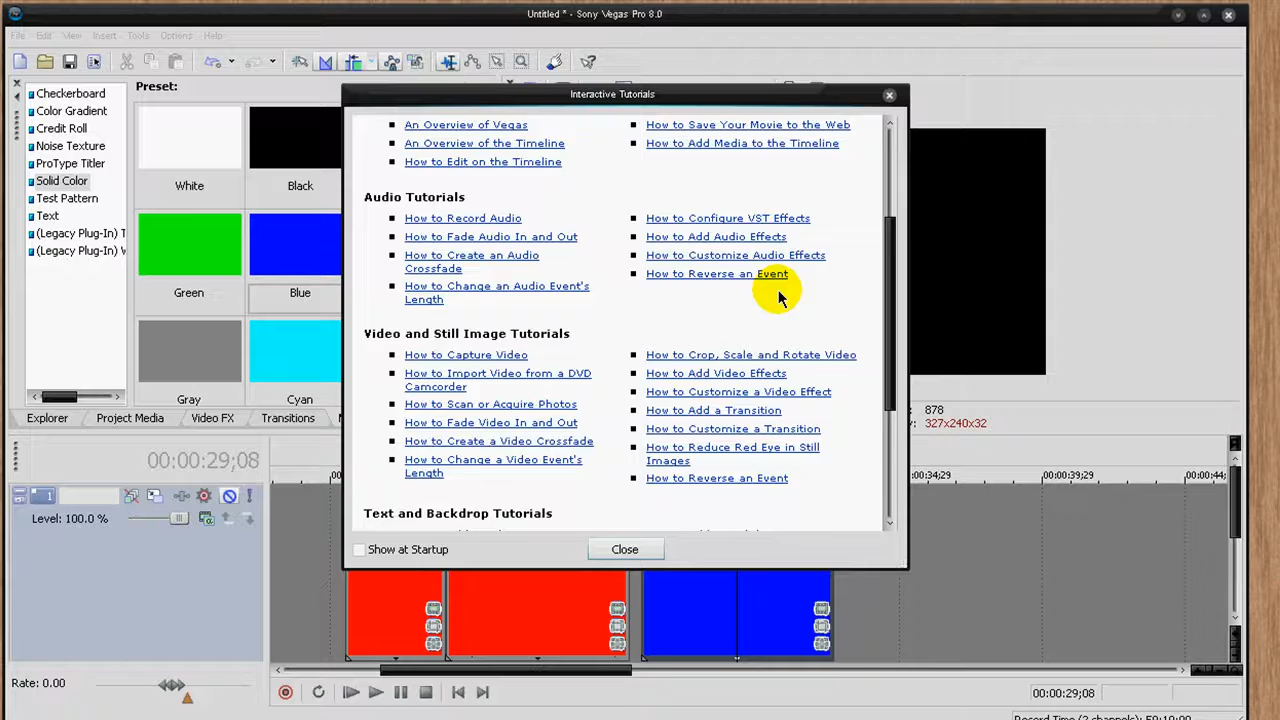 Untitled * - Sony Vegas Pro 8.0
File Edit View Insert Tools Options Help
Preset:
Checkerboard
Color Gradient
Credit Roll
Noise Texture
ProType Titler
Solid Color
Test Pattern
Text
(Legacy Plug-In) T
(Legacy Plug-In)
White
Black
Green
Blue
Gray
Cyan
Explorer
Project Media
Video FX
Transitions
Interactive Tutorials
An Overview of Vegas
An Overview of the Timeline
How to Edit on the Timeline
How to Save Your Movie to the Web
How to Add Media to the Timeline
Audio Tutorials
How to Record Audio
How to Fade Audio In and Out
How to Create an Audio
Crossfade
How to Change an Audio Event's
Length
How to Configure VST Effects
How to Add Audio Effects
How to Customize Audio Effects
How to Reverse an Event
Video and Still Image Tutorials
How to Capture Video
How to Import Video from a DVD
Camcorder
How to Scan or Acquire Photos
How to Fade Video In and Out
How to Create a Video Crossfade
How to Change a Video Event's
Length
How to Crop, Scale and Rotate Video
How to Add Video Effects
How to Customize a Video Effect
How to Add a Transition
How to Customize a Transition
How to Reduce Red Eye in Still
Images
How to Reverse an Event
Text and Backdrop Tutorials
Show at Startup
Close
878
327x240x32
00:00:29;08
00:00:34;29
00:00:39;29
00:00:44;
1
Level: 100.0 %
Rate: 0.00
00:00:29;08